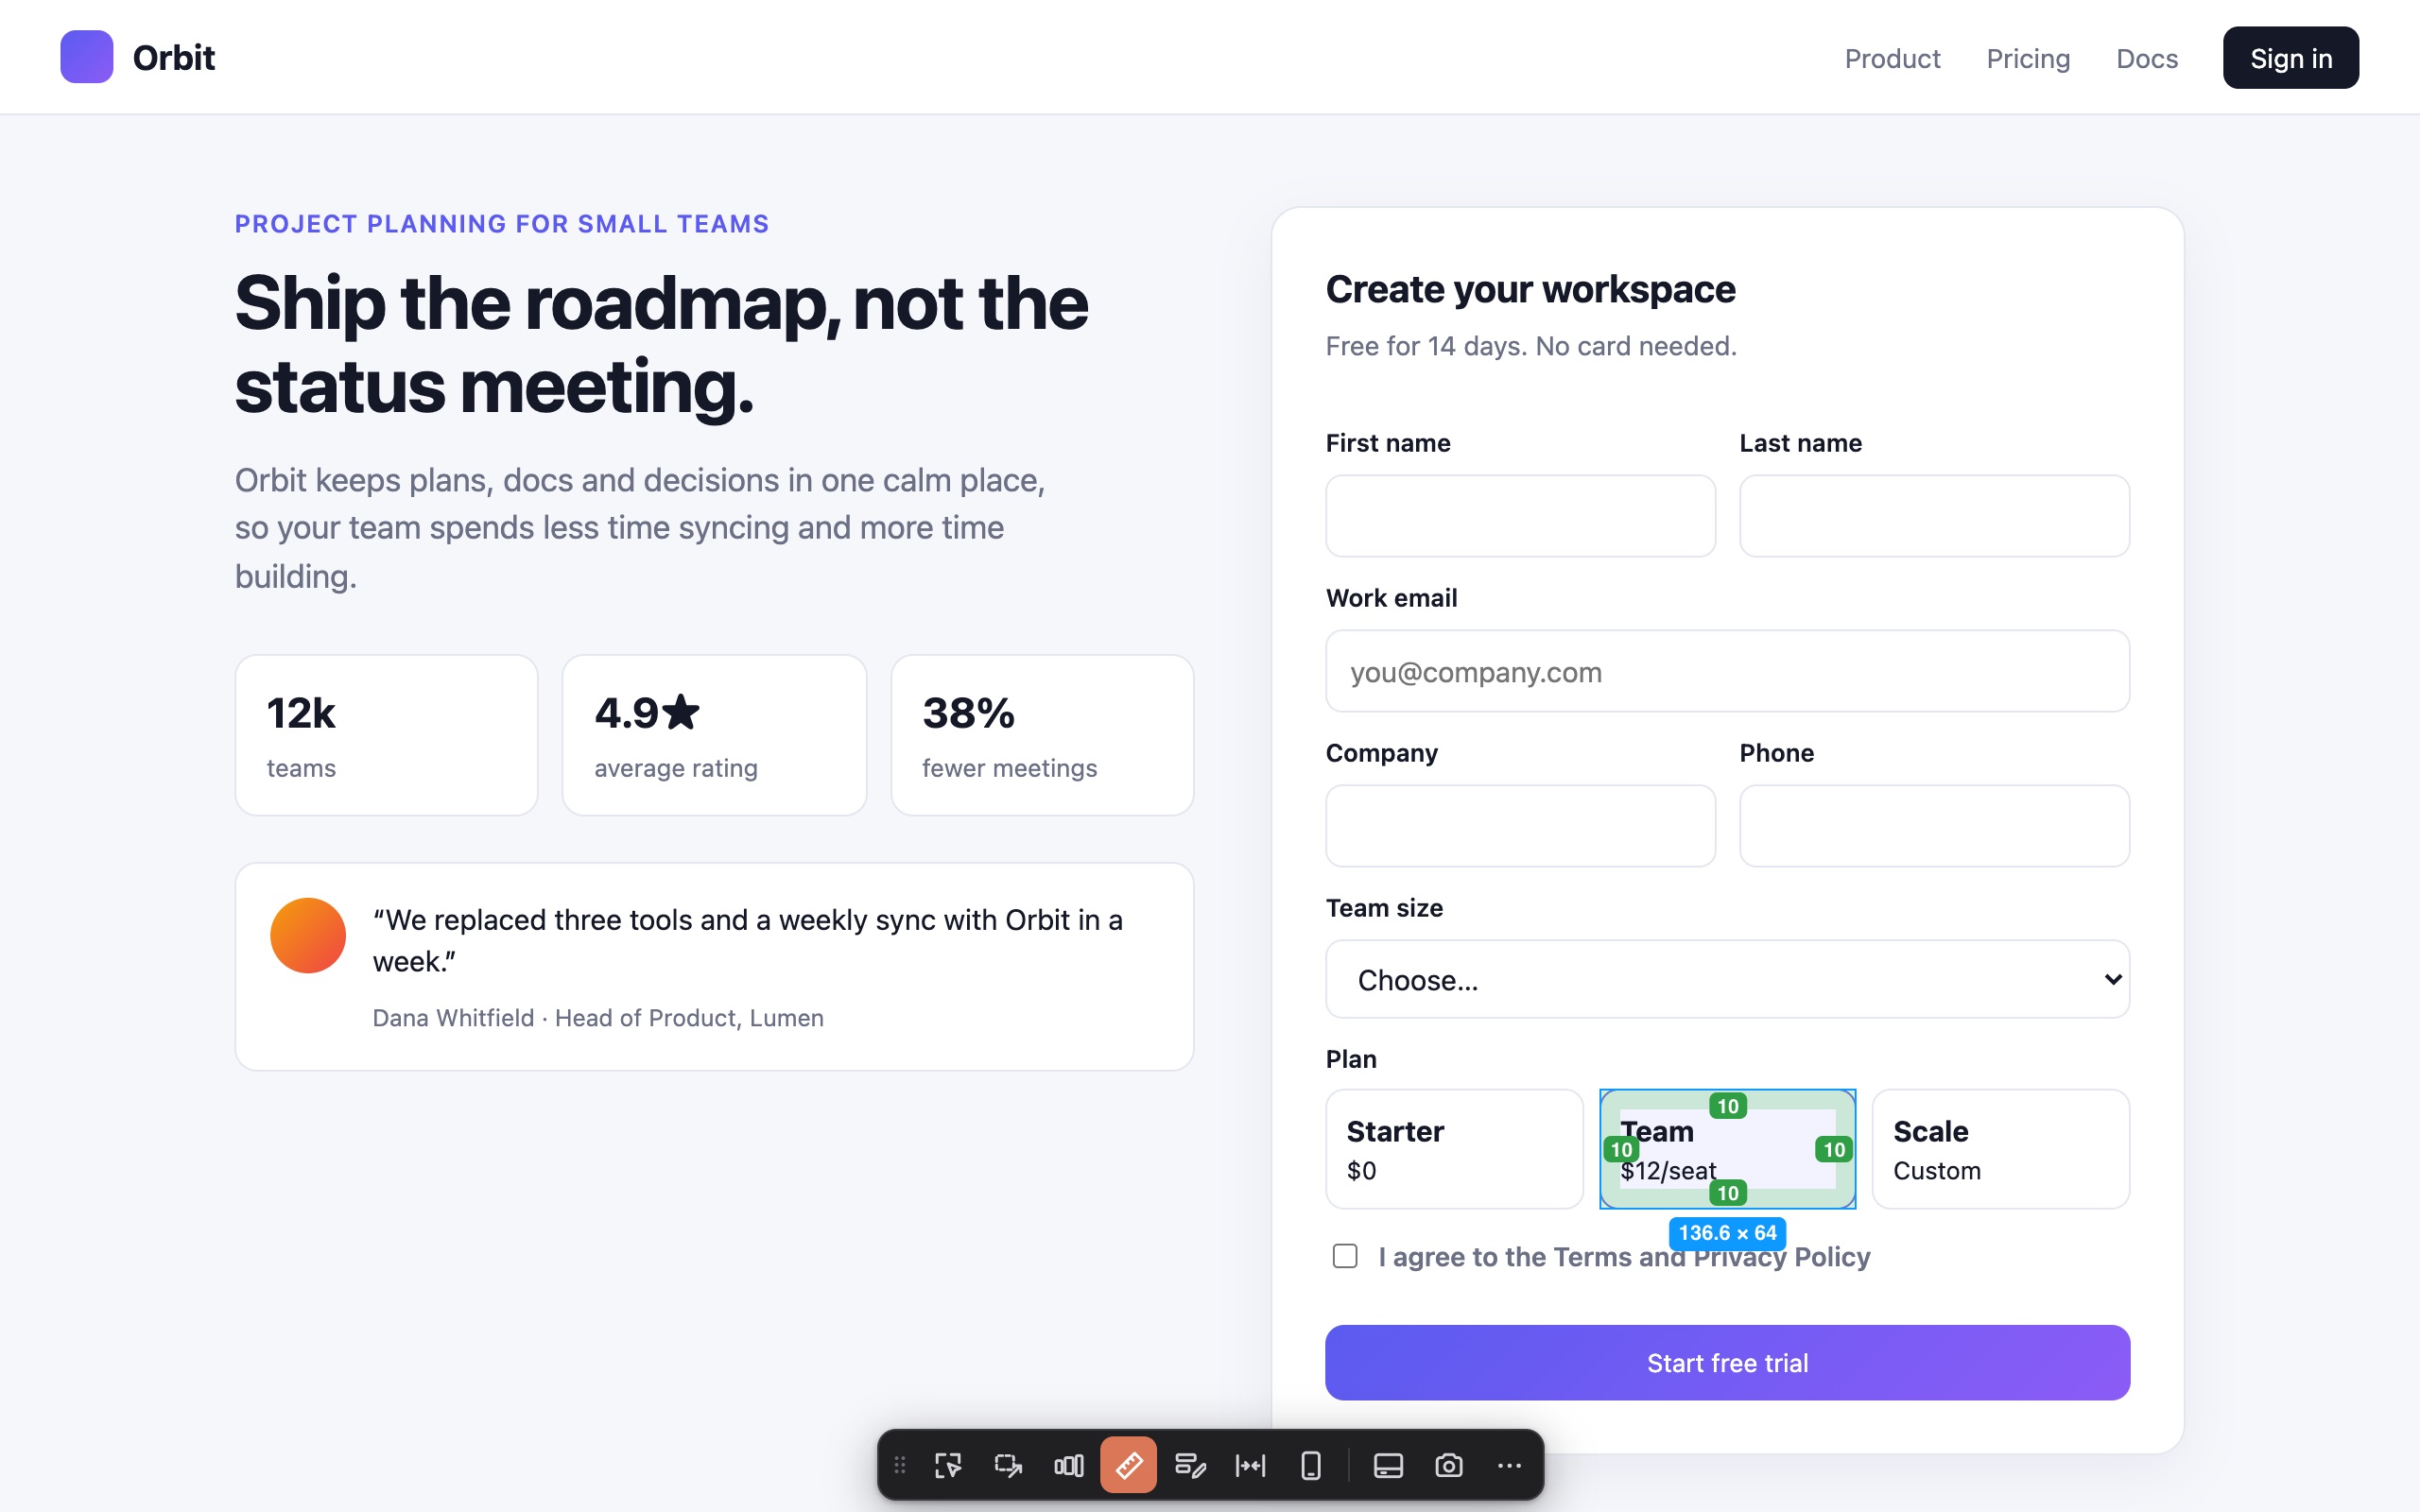 Orbit
Product
Pricing
Docs
Sign in
PROJECT PLANNING FOR SMALL TEAMS
Ship the roadmap, not the
status meeting.
Orbit keeps plans, docs and decisions in one calm place,
so your team spends less time syncing and more time
building.
12k
teams
4.9★
average rating
38%
fewer meetings
“We replaced three tools and a weekly sync with Orbit in a
week.”
Dana Whitfield · Head of Product, Lumen
Create your workspace
Free for 14 days. No card needed.
First name
Last name
Work email
you@company.com
Company
Phone
Team size
Choose...
Plan
Starter
$0
10
Team
10
10
$12/seat
10
Scale
Custom
136.6 × 64
I agree to the Terms and Privacy Policy
Start free trial